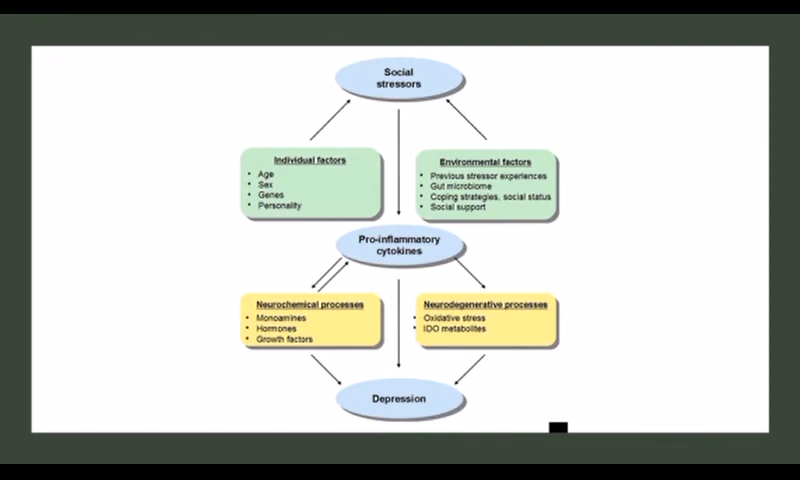 Social
stressors
Individual factors
• Age
• Sex
• Genes
• Personality
Environmental factors
• Previous stressor experiences
• Gut microbiome
• Coping strategies, social status
• Social support
Pro-inflammatory
cytokines
Neurochemical processes
• Monoamines
• Hormones
• Growth factors
Neurodegenerative processes
• Oxidative stress
• IDO metabolites
Depression